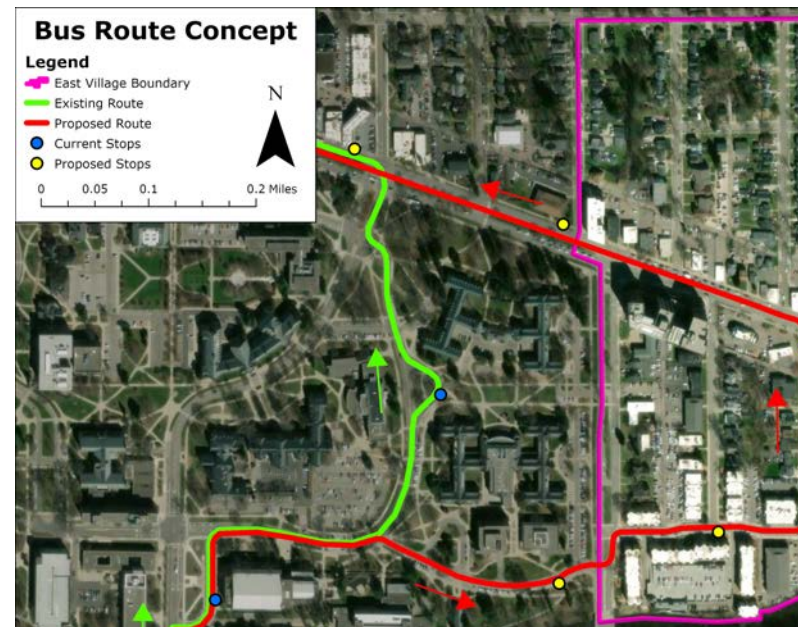 Bus Route Concept
Legend
East Village Boundary
Existing Route
Proposed Route
Current Stops
Proposed Stops
N
0 0.05 0.1 0.2 Miles